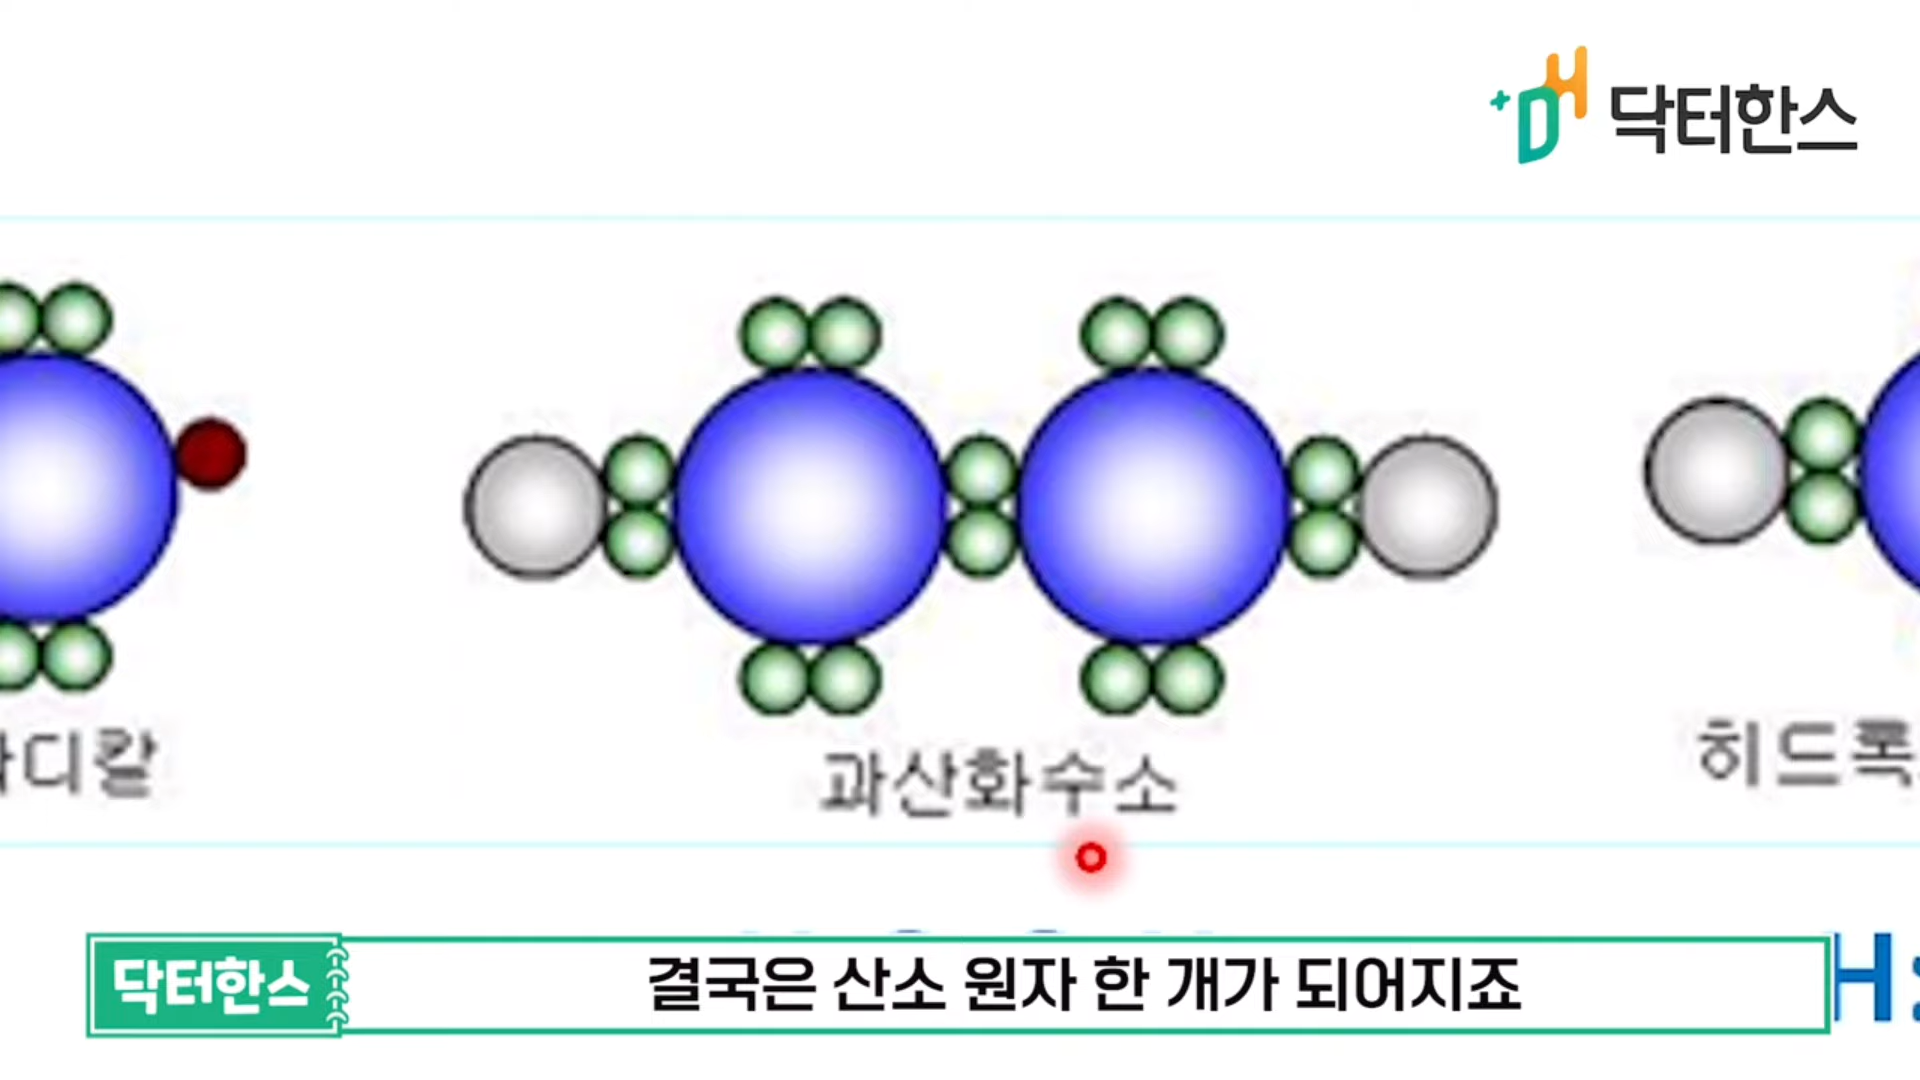 닥터한스
디칼
과산화수소
히드록
닥터한스
결국은 산소 원자 한 개가 되어지죠
H: